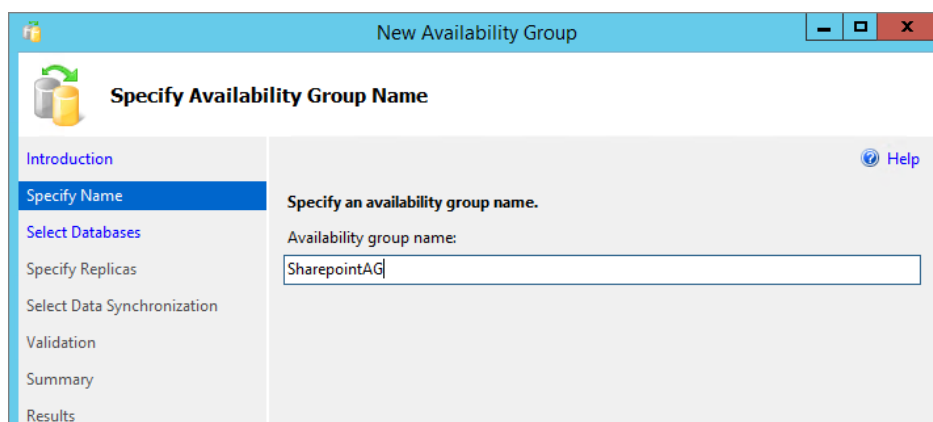 New Availability Group
Specify Availability Group Name
Introduction
Help
Specify Name
Specify an availability group name.
Select Databases
Availability group name:
Specify Replicas
SharepointAG
Select Data Synchronization
Validation
Summary
Results